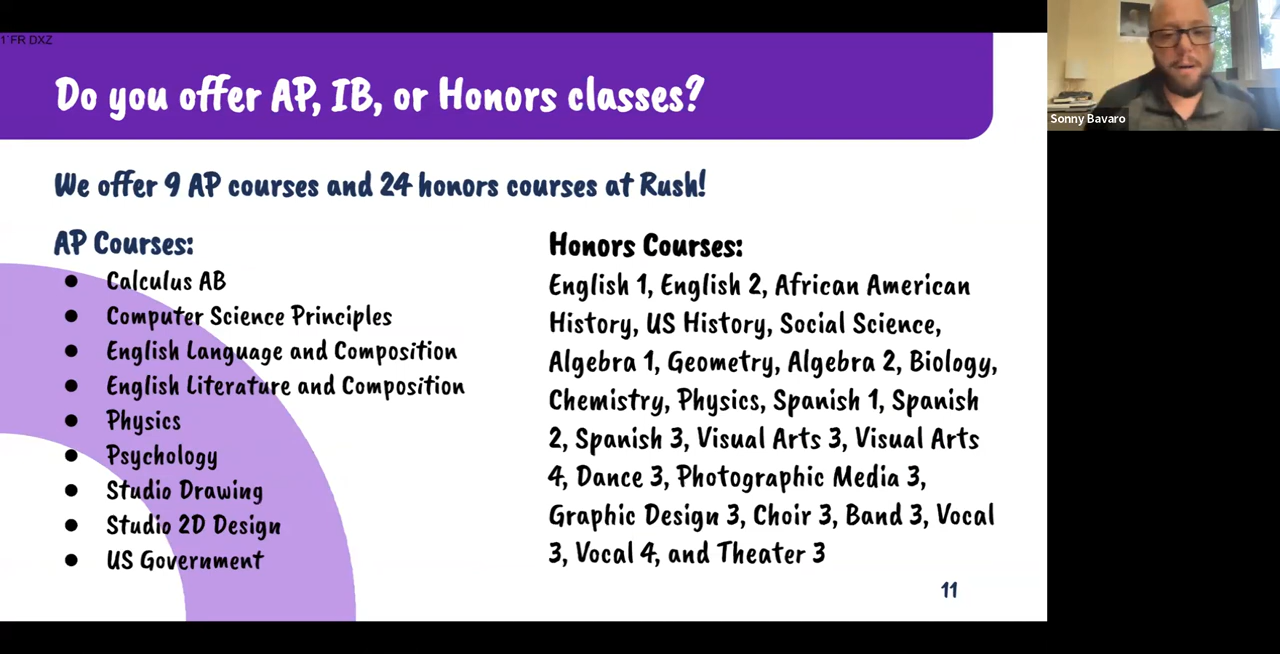 1'FR DXZ
Do you offer AP, IB, or Honors classes?
Sonny Bavaro
We offer 9 AP courses and 24 honors courses at Rush!
AP Courses:
● Calculus AB
● Computer Science Principles
● English Language and Composition
● English Literature and Composition
● Physics
● Psychology
● Studio Drawing
● Studio 2D Design
● US Government
Honors Courses:
English 1, English 2, African American
History, US History, Social Science,
Algebra 1, Geometry, Algebra 2, Biology,
Chemistry, Physics, Spanish 1, Spanish
2, Spanish 3, Visual Arts 3, Visual Arts
4, Dance 3, Photographic Media 3,
Graphic Design 3, Choir 3, Band 3, Vocal
3, Vocal 4, and Theater 3
11